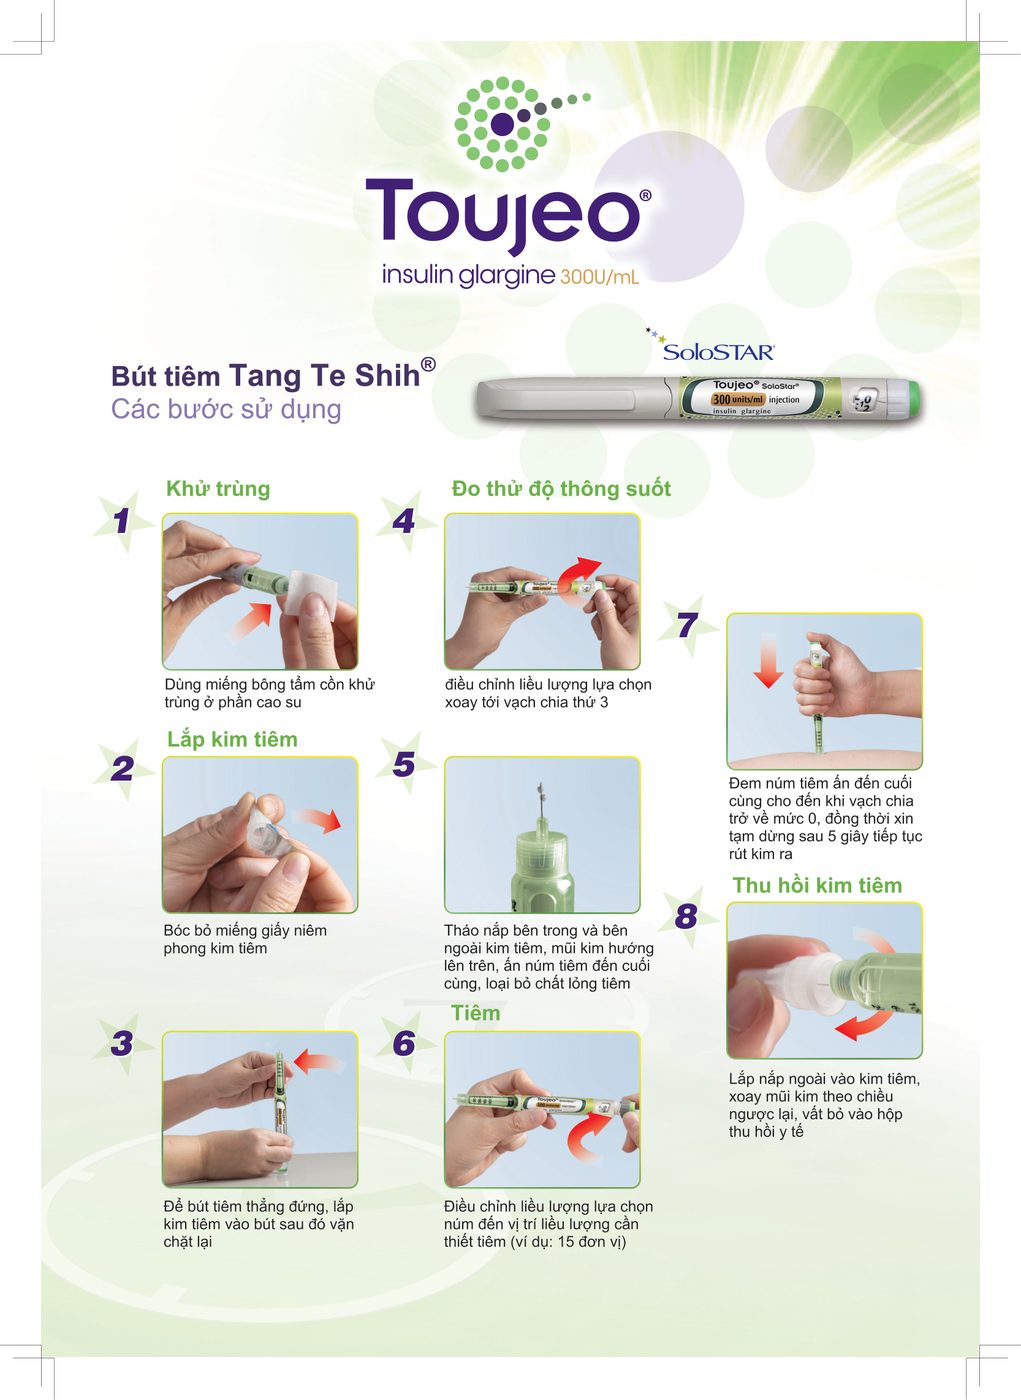 Toujeo®
insulin glargine 300U/mL
SoloSTAR®
Bút tiêm Tang Te Shih®
Các bước sử dụng
Toujeo® SoloStar®
300 units/ml injection
insulin glargine
1
Khử trùng
Dùng miếng bông tẩm cồn khử
trùng ở phần cao su
2
Lắp kim tiêm
Bóc bỏ miếng giấy niêm
phong kim tiêm
3
Để bút tiêm thẳng đứng, lắp
kim tiêm vào bút sau đó vặn
chặt lại
4
Đo thử độ thông suốt
điều chỉnh liều lượng lựa chọn
xoay tới vạch chia thứ 3
5
Tháo nắp bên trong và bên
ngoài kim tiêm, mũi kim hướng
lên trên, ấn núm tiêm đến cuối
cùng, loại bỏ chất lỏng tiêm
Tiêm
6
Điều chỉnh liều lượng lựa chọn
núm đến vị trí liều lượng cần
thiết tiêm (ví dụ: 15 đơn vị)
7
Đem núm tiêm ấn đến cuối
cùng cho đến khi vạch chia
trở về mức 0, đồng thời xin
tạm dừng sau 5 giây tiếp tục
rút kim ra
Thu hồi kim tiêm
8
Lắp nắp ngoài vào kim tiêm,
xoay mũi kim theo chiều
ngược lại, vất bỏ vào hộp
thu hồi y tế